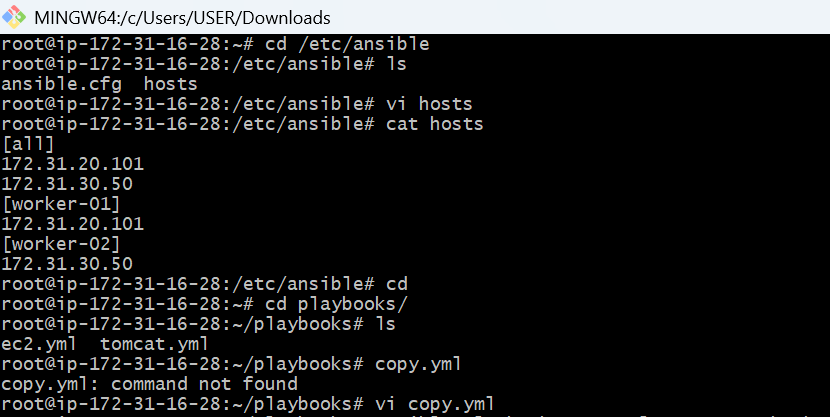 MINGW64:/c/Users/USER/Downloads
root@ip-172-31-16-28:~# cd /etc/ansible
root@ip-172-31-16-28:/etc/ansible# ls
ansible.cfg  hosts
root@ip-172-31-16-28:/etc/ansible# vi hosts
root@ip-172-31-16-28:/etc/ansible# cat hosts
[all]
172.31.20.101
172.31.30.50
[worker-01]
172.31.20.101
[worker-02]
172.31.30.50
root@ip-172-31-16-28:/etc/ansible# cd
root@ip-172-31-16-28:~# cd playbooks/
root@ip-172-31-16-28:~/playbooks# ls
ec2.yml  tomcat.yml
root@ip-172-31-16-28:~/playbooks# copy.yml
copy.yml: command not found
root@ip-172-31-16-28:~/playbooks# vi copy.yml